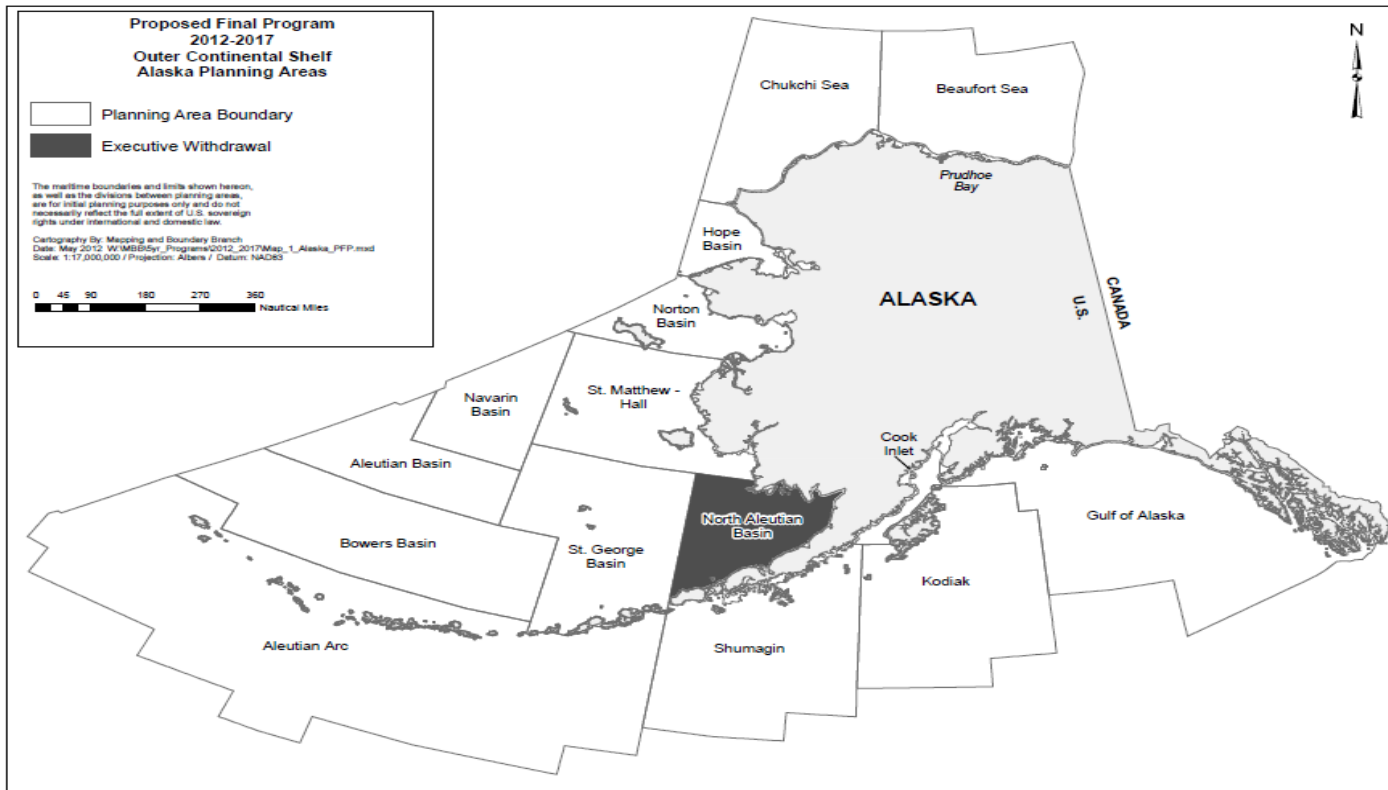 Proposed Final Program
2012-2017
Outer Continental Shelf
Alaska Planning Areas
Planning Area Boundary
Executive Withdrawal
The maritime boundaries and limits shown hereon,
as well as the divisions between planning areas,
are for initial planning purposes only and do not
necessarily reflect the full extent of U.S. sovereign
rights under international and domestic law.
Cartography By: Mapping and Boundary Branch
Date: May 2012 W:\MBB\5yr_Programs\2012_2017\Map_1_Alaska_PFP.mxd
Scale: 1:17,000,000 / Projection: Albers / Datum: NAD83
0 45 90 180 270 360
Nautical Miles
N
Chukchi Sea
Beaufort Sea
Prudhoe
Bay
Hope
Basin
ALASKA
CANADA
U.S.
Norton
Basin
St. Matthew -
Hall
Navarin
Basin
Aleutian Basin
Cook
Inlet
North Aleutian
Basin
Gulf of Alaska
Bowers Basin
St. George
Basin
Kodiak
Aleutian Arc
Shumagin